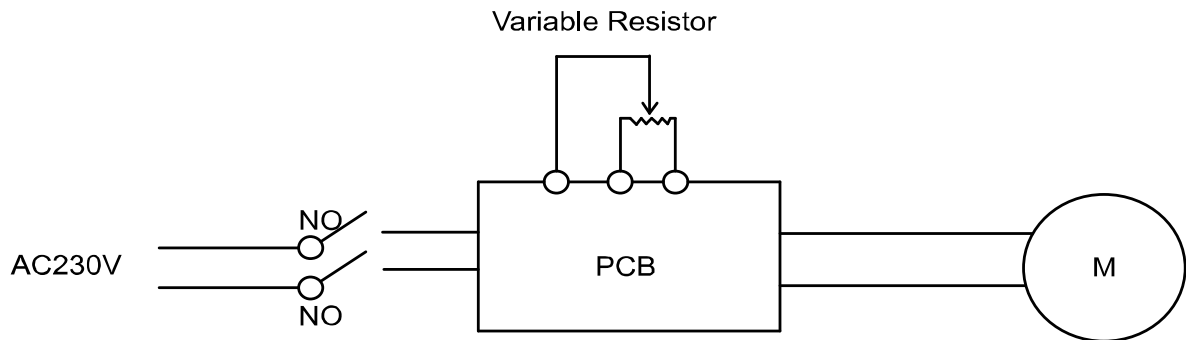 Variable Resistor
NO
AC230V
PCB
M
NO